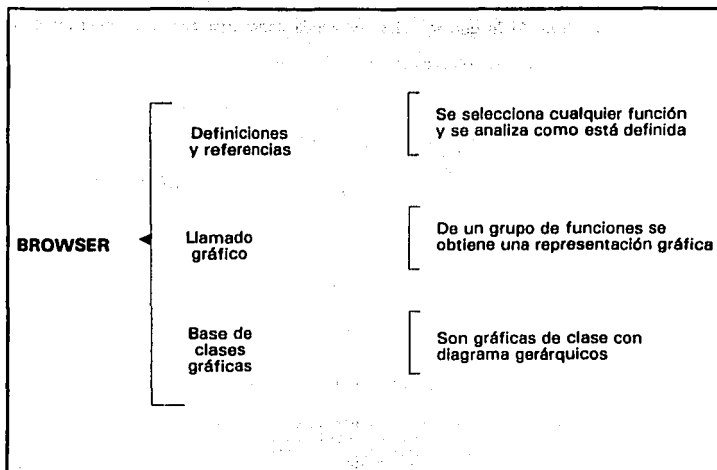 BROWSER
Definiciones
y referencias
Se selecciona cualquier función
y se analiza como está definida
Llamado
gráfico
De un grupo de funciones se
obtiene una representación gráfica
Base de
clases
gráficas
Son gráficas de clase con
diagrama gerárquicos